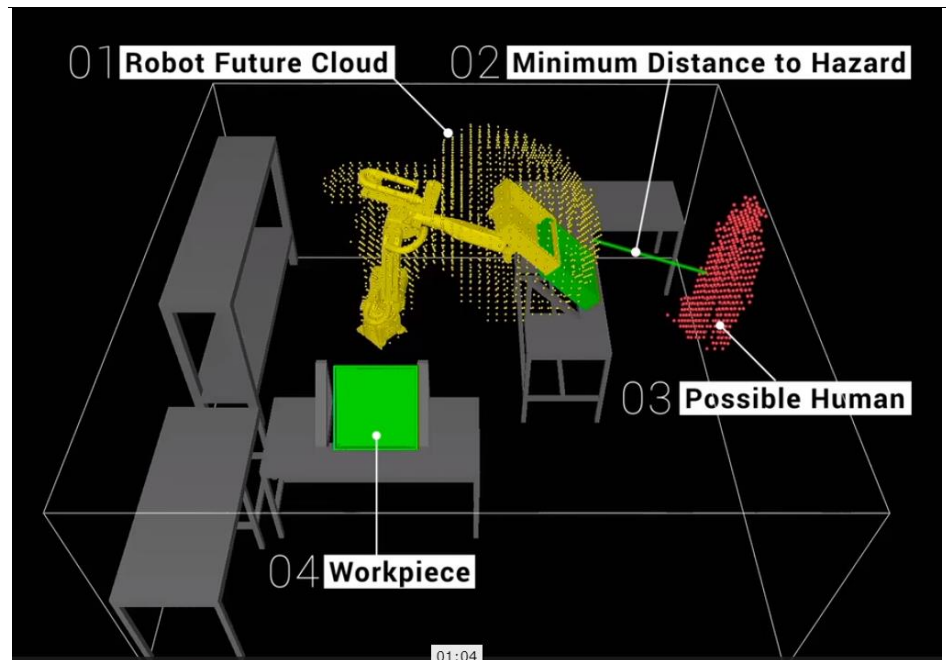 01 Robot Future Cloud
02 Minimum Distance to Hazard
03 Possible Human
04 Workpiece
01:04